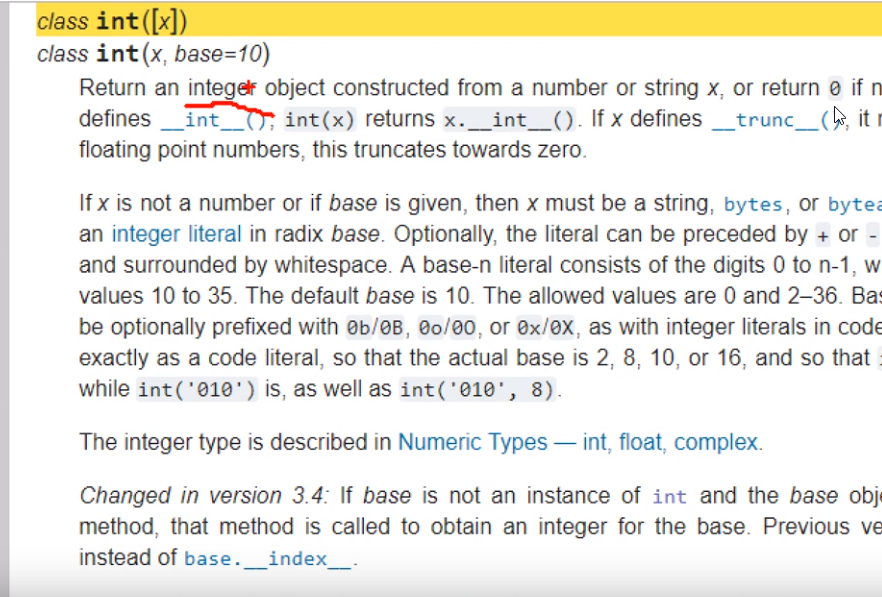 class int([x])
class int(x, base=10)
Return an integer object constructed from a number or string x, or return 0 if n
defines __int__(), int(x) returns x.__int__(). If x defines __trunc__(), it
floating point numbers, this truncates towards zero.
If x is not a number or if base is given, then x must be a string, bytes, or bytea
an integer literal in radix base. Optionally, the literal can be preceded by + or -
and surrounded by whitespace. A base-n literal consists of the digits 0 to n-1, w
values 10 to 35. The default base is 10. The allowed values are 0 and 2–36. Bas
be optionally prefixed with 0b/0B, 0o/0O, or 0x/0X, as with integer literals in code
exactly as a code literal, so that the actual base is 2, 8, 10, or 16, and so that
while int('010') is, as well as int('010', 8).
The integer type is described in Numeric Types — int, float, complex.
Changed in version 3.4: If base is not an instance of int and the base obj
method, that method is called to obtain an integer for the base. Previous ve
instead of base.__index__.